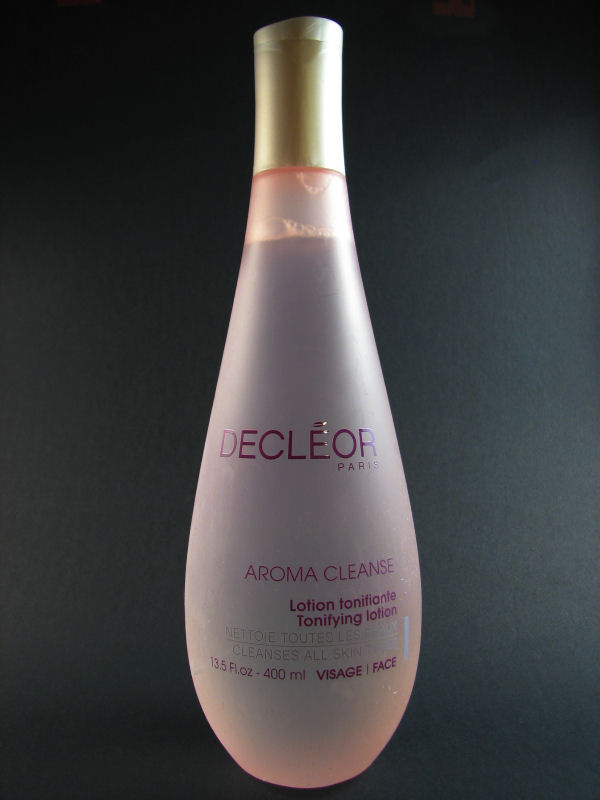 DECLÉOR
PARIS
AROMA CLEANSE
Lotion tonifiante
Tonifying lotion
NETTOIE TOUTES LES
CLEANSES ALL SKIN
13.5 Fl.oz - 400 ml VISAGE | FACE